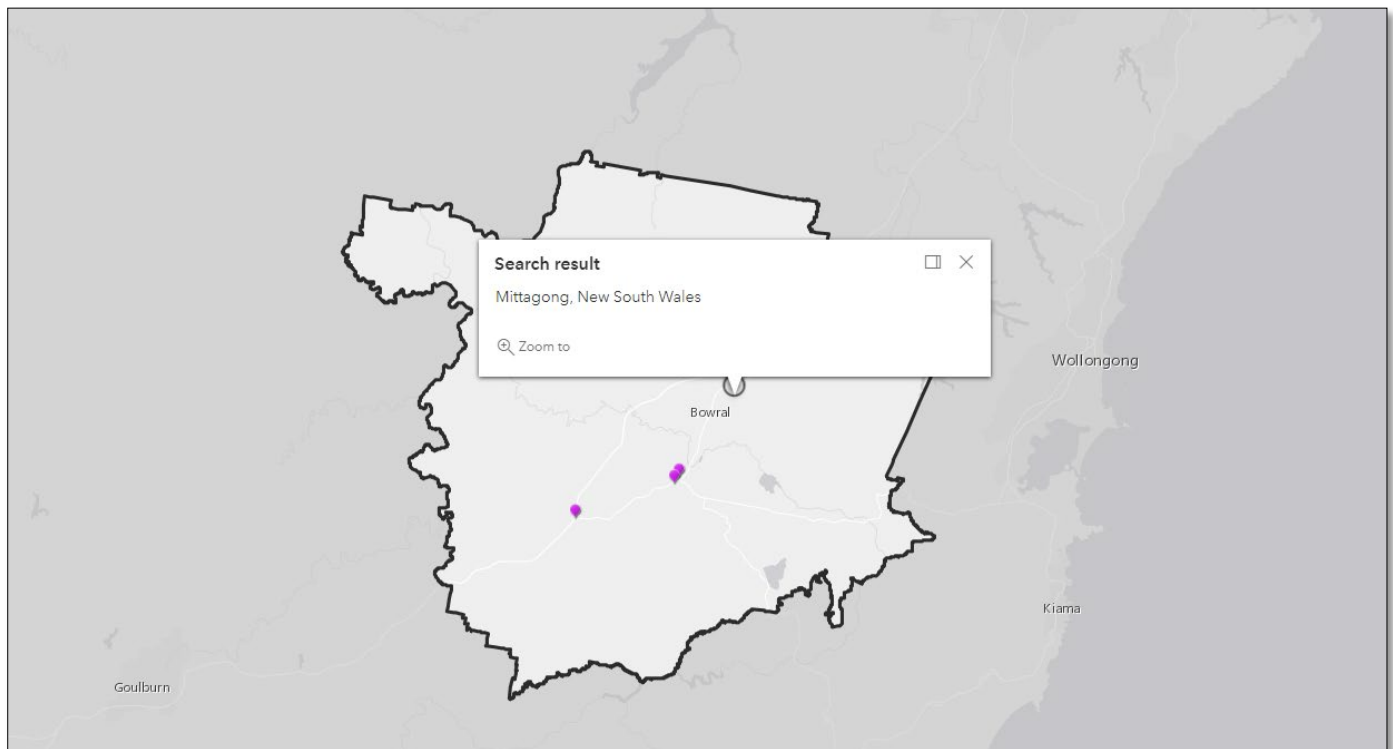 Search result
Mittagong, New South Wales
Zoom to
Wollongong
Bowral
Kiama
Goulburn